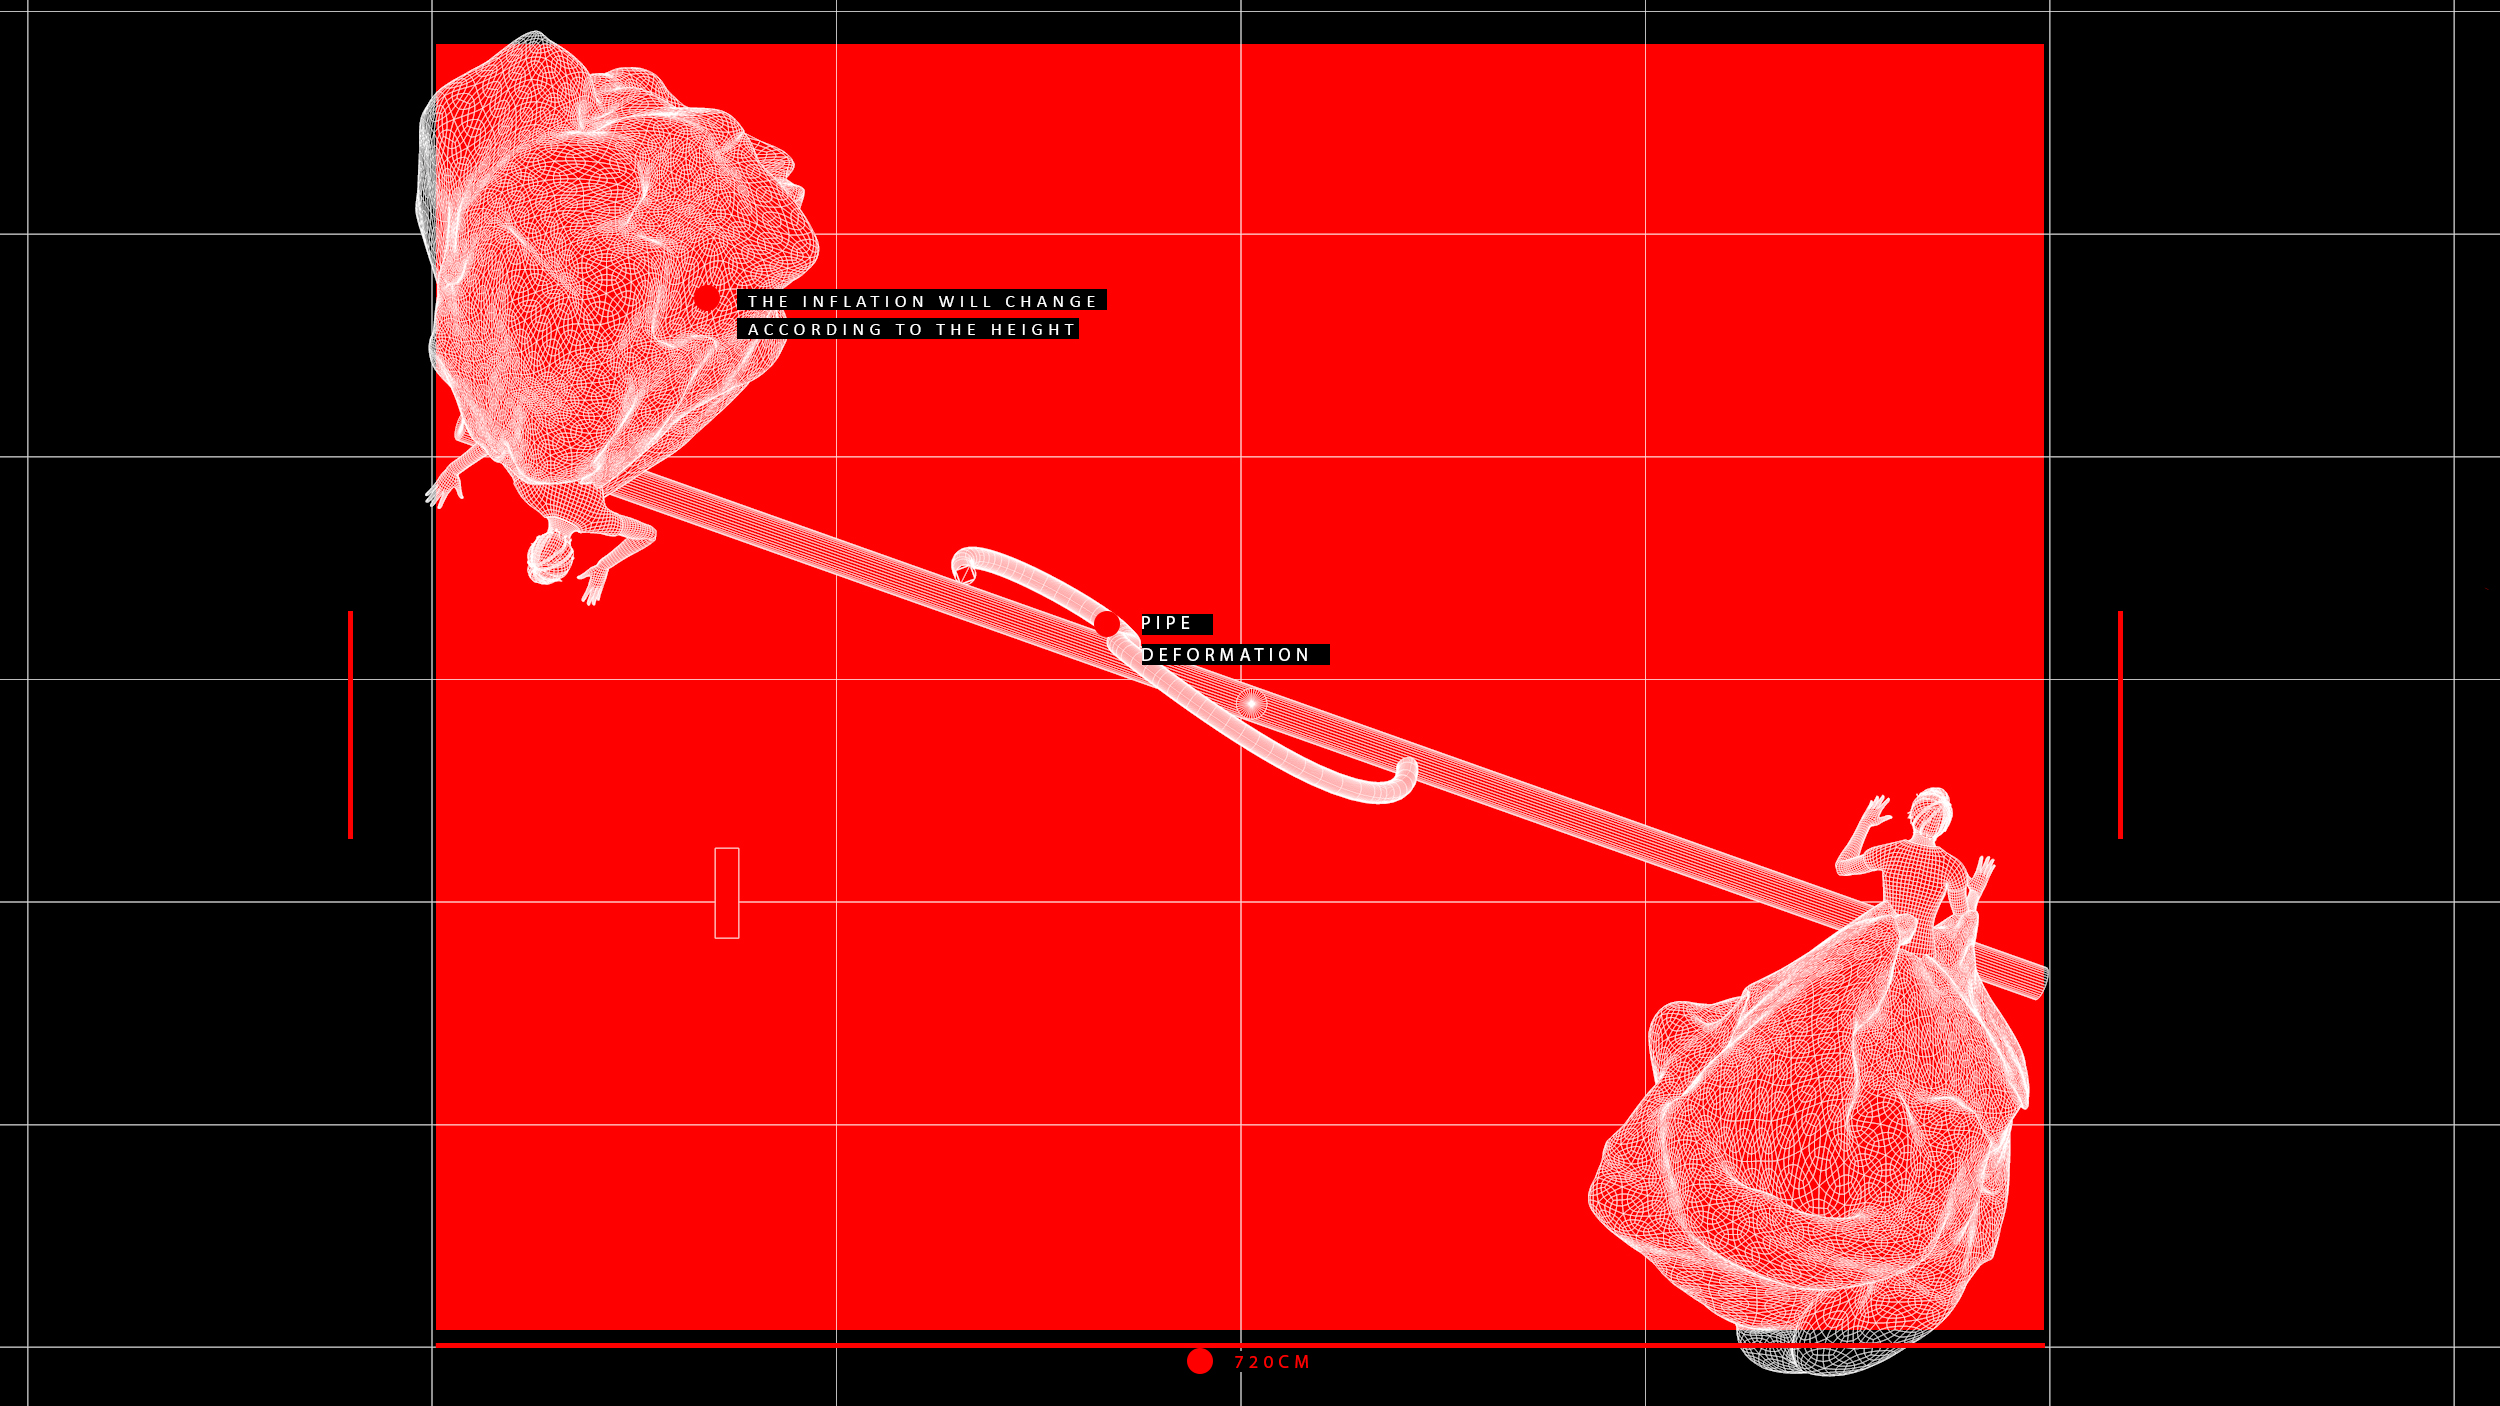 THE INFLATION WILL CHANGE
ACCORDING TO THE HEIGHT
PIPE
DEFORMATION
720CM